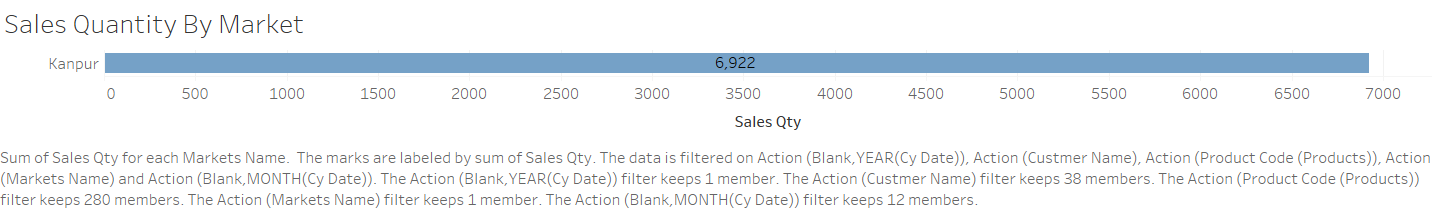 Sales Quantity By Market
Kanpur
6,922
0 500 1000 1500 2000 2500 3000 3500 4000 4500 5000 5500 6000 6500 7000
Sales Qty
Sum of Sales Qty for each Markets Name.  The marks are labeled by sum of Sales Qty. The data is filtered on Action (Blank,YEAR(Cy Date)), Action (Custmer Name), Action (Product Code (Products)), Action
(Markets Name) and Action (Blank,MONTH(Cy Date)). The Action (Blank,YEAR(Cy Date)) filter keeps 1 member. The Action (Custmer Name) filter keeps 38 members. The Action (Product Code (Products))
filter keeps 280 members. The Action (Markets Name) filter keeps 1 member. The Action (Blank,MONTH(Cy Date)) filter keeps 12 members.